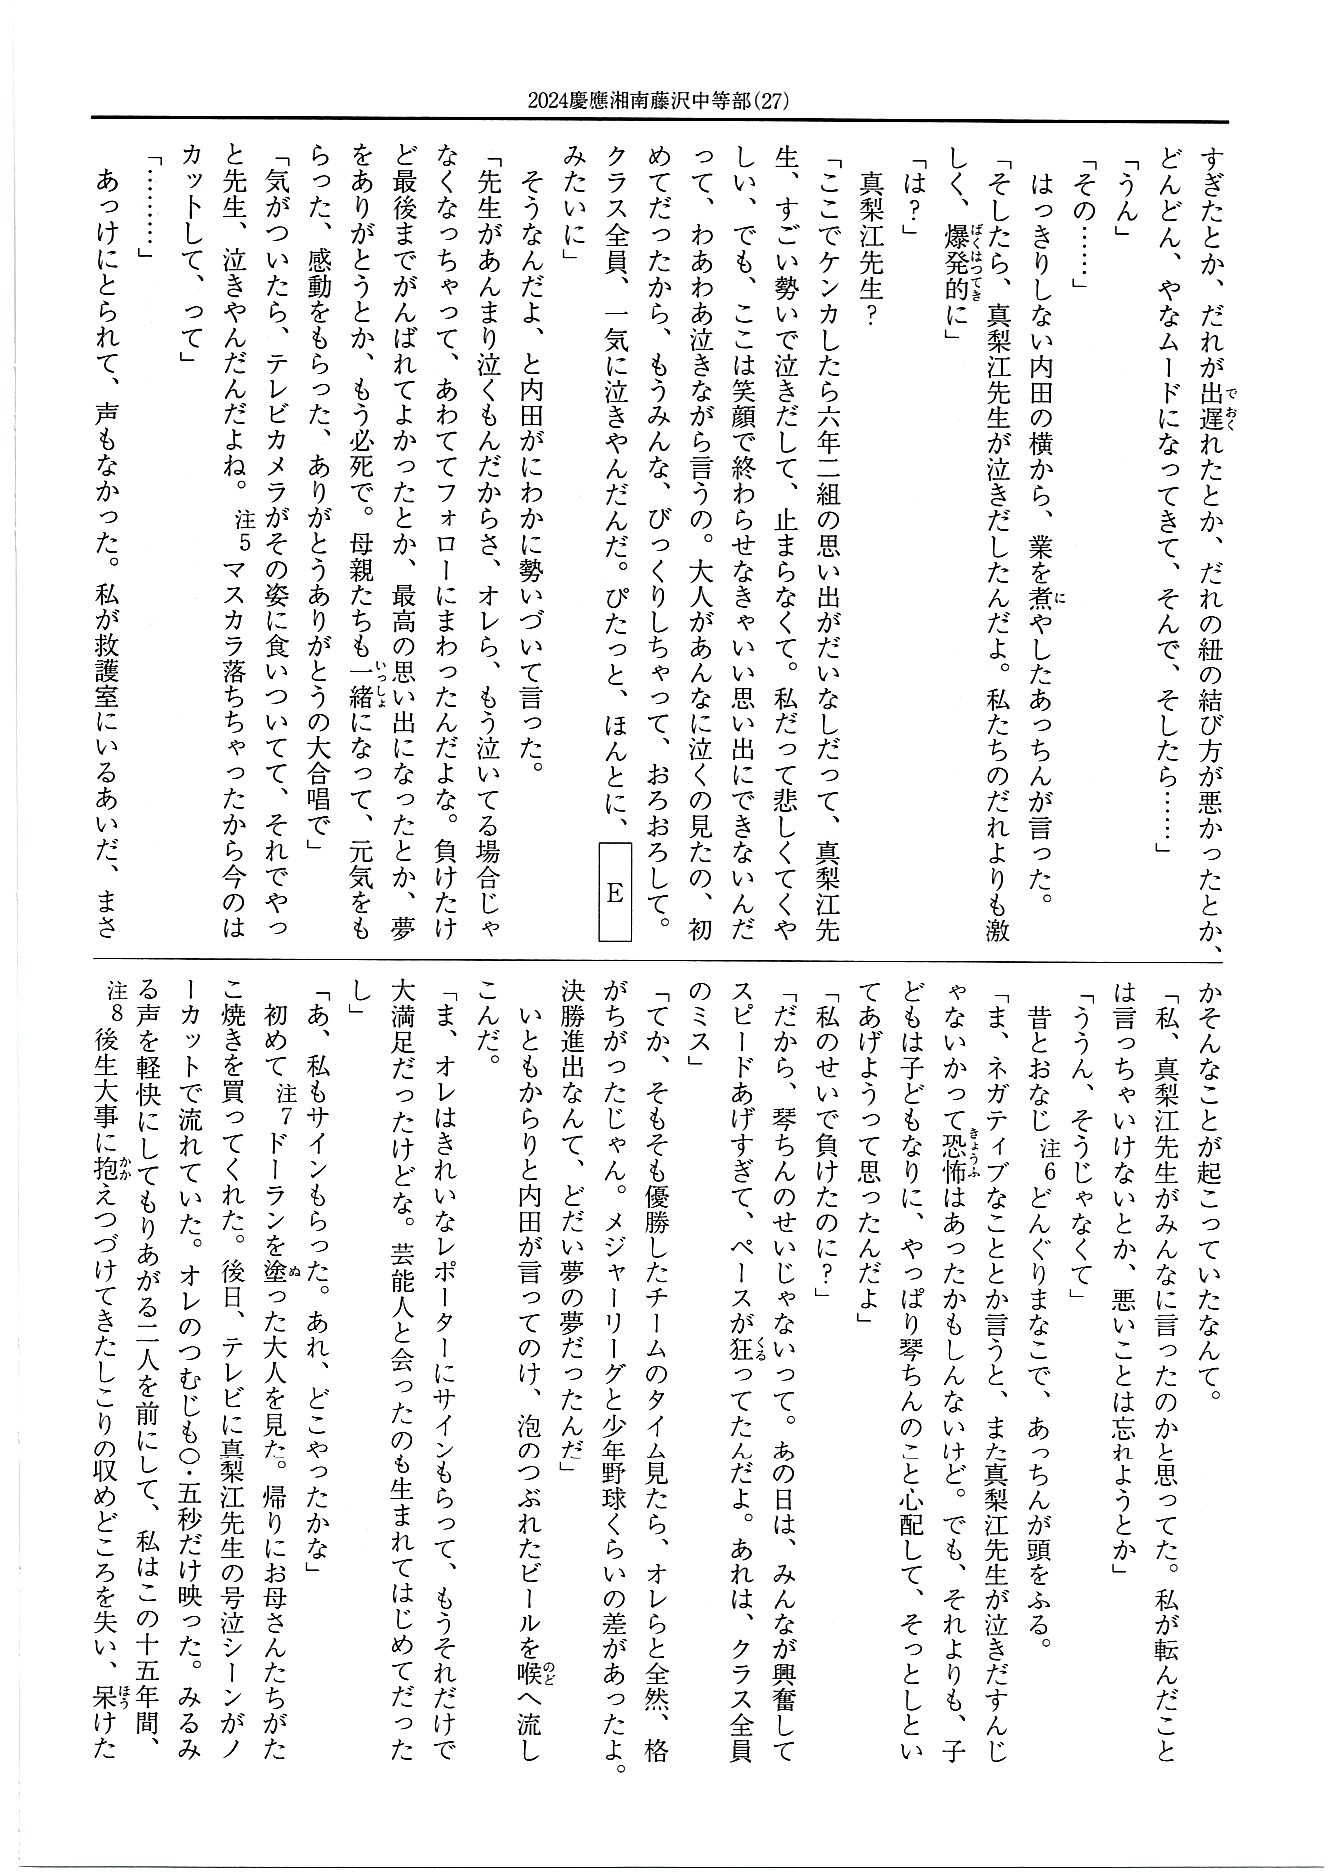 2024慶應湘南藤沢中等部(27)
すぎたとか、だれが出遅れたとか、だれの紐の結び方が悪かったとか、
どんどん、やなムードになってきて、そんで、そしたら……」
「うん」
「その……」
　はっきりしない内田の横から、業を煮やしたあっちんが言った。
「そしたら、真梨江先生が泣きだしたんだよ。私たちのだれよりも激
しく、爆発的に」
「は？」
　真梨江先生？
「ここでケンカしたら六年二組の思い出がだいなしだって、真梨江先
生、すごい勢いで泣きだして、止まらなくて。私だって悲しくてくや
しい、でも、ここは笑顔で終わらせなきゃいい思い出にできないんだ
って、わあわあ泣きながら言うの。大人があんなに泣くの見たの、初
めてだったから、もうみんな、びっくりしちゃって、おろおろして。
クラス全員、一気に泣きやんだんだ。ぴたっと、ほんとに、　E
みたいに」
　そうなんだよ、と内田がにわかに勢いづいて言った。
「先生があんまり泣くもんだからさ、オレら、もう泣いてる場合じゃ
なくなっちゃって、あわててフォローにまわったんだよな。負けたけ
ど最後までがんばれてよかったとか、最高の思い出になったとか、夢
をありがとうとか、もう必死で。母親たちも一緒になって、元気をも
らった、感動をもらった、ありがとうありがとうの大合唱で」
「気がついたら、テレビカメラがその姿に食いついてて、それでやっ
と先生、泣きやんだんだよね。注5マスカラ落ちちゃったから今のは
カットして、って」
「………」
　あっけにとられて、声もなかった。私が救護室にいるあいだ、まさ
かそんなことが起こっていたなんて。
「私、真梨江先生がみんなに言ったのかと思ってた。私が転んだこと
は言っちゃいけないとか、悪いことは忘れようとか」
「ううん、そうじゃなくて」
　昔とおなじ注6どんぐりまなこで、あっちんが頭をふる。
「ま、ネガティブなこととか言うと、また真梨江先生が泣きだすんじ
ゃないかって恐怖はあったかもしんないけど。でも、それよりも、子
どもは子どもなりに、やっぱり琴ちんのこと心配して、そっとしとい
てあげようって思ったんだよ」
「私のせいで負けたのに？」
「だから、琴ちんのせいじゃないって。あの日は、みんなが興奮して
スピードあげすぎて、ペースが狂ってたんだよ。あれは、クラス全員
のミス」
「てか、そもそも優勝したチームのタイム見たら、オレらと全然、格
がちがったじゃん。メジャーリーグと少年野球くらいの差があったよ。
決勝進出なんて、どだい夢の夢だったんだ」
　いともからりと内田が言ってのけ、泡のつぶれたビールを喉へ流し
こんだ。
「ま、オレはきれいなレポーターにサインもらって、もうそれだけで
大満足だったけどな。芸能人と会ったのも生まれてはじめてだった
し」
「あ、私もサインもらった。あれ、どこやったかな」
　初めて注7ドーランを塗った大人を見た。帰りにお母さんたちがた
こ焼きを買ってくれた。後日、テレビに真梨江先生の号泣シーンがノ
ーカットで流れていた。オレのつむじも〇・五秒だけ映った。みるみ
る声を軽快にしてもりあがる二人を前にして、私はこの十五年間、
注8後生大事に抱えつづけてきたしこりの収めどころを失い、呆けた